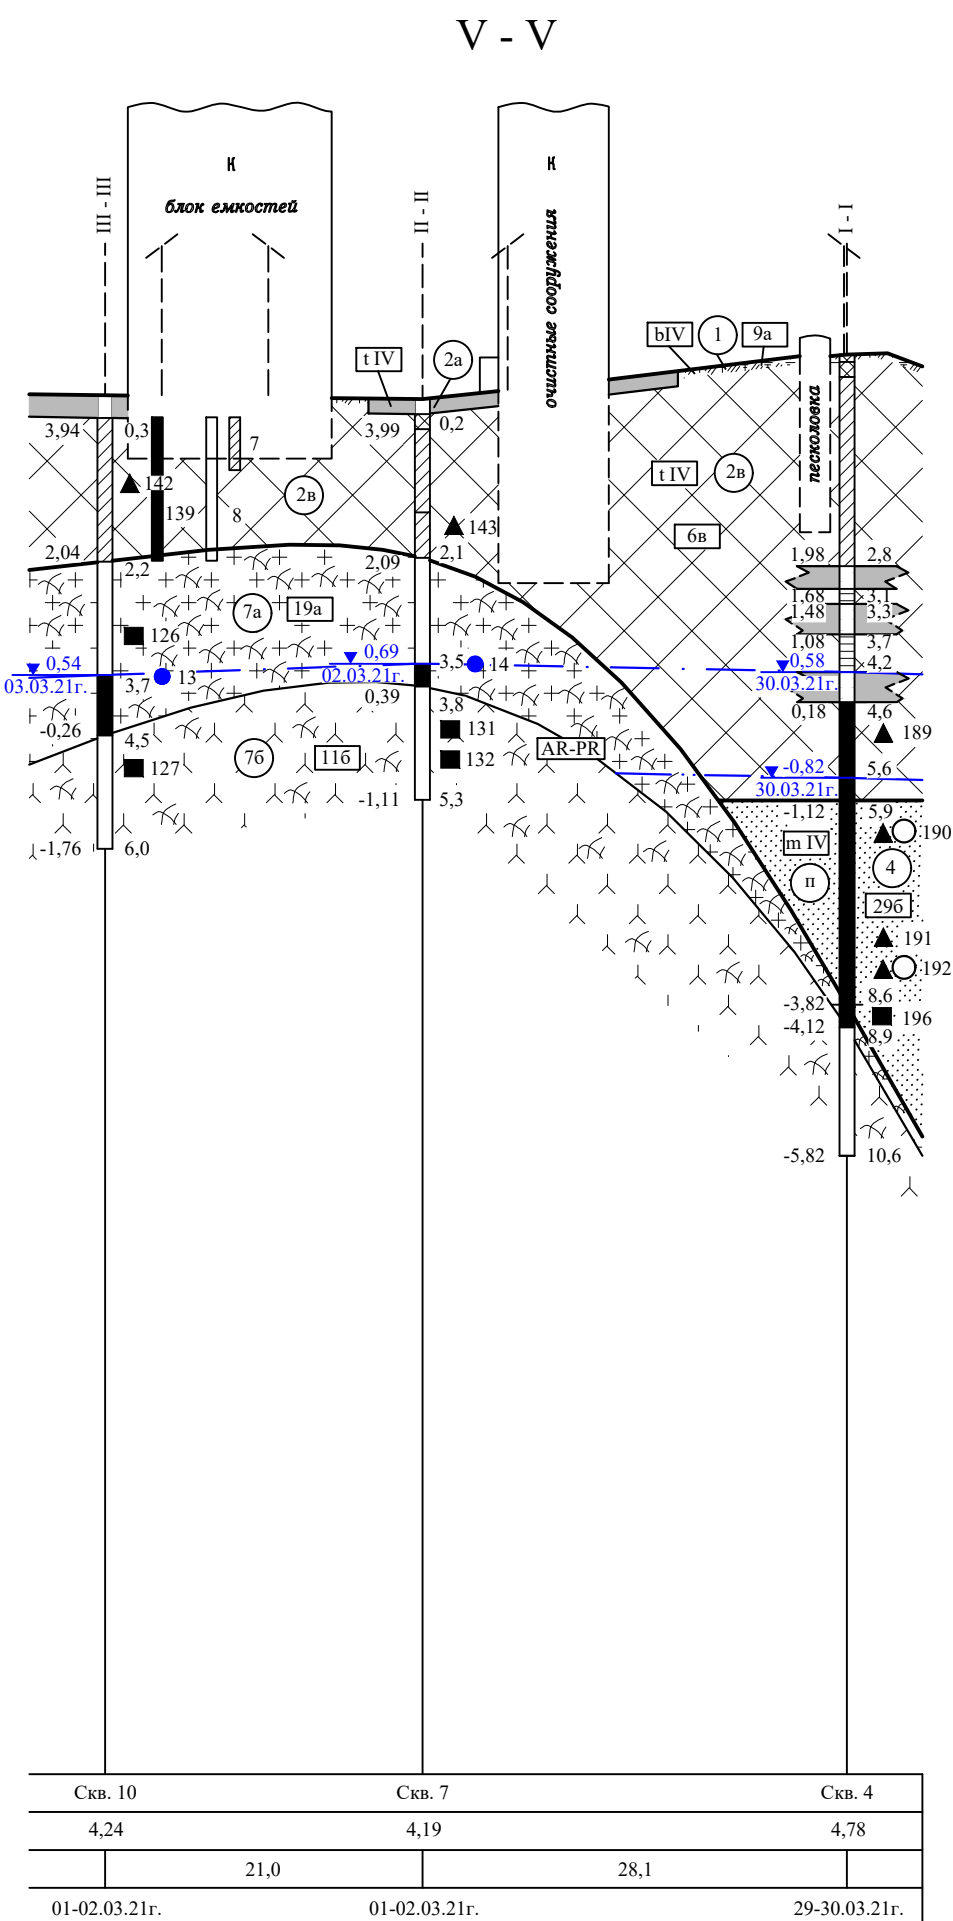 V - V
III - III
к
блок емкостей
II - II
к
очистные сооружения
I - I
bIV
1
9а
t IV
2а
песколовка
3,94
0,3
7
3,99
0,2
142
139
8
2в
143
t IV
2в
6в
2,04
2,2
2,09
2,1
1,98
2,8
1,68
3,1
1,48
3,3
1,08
3,7
7а
19а
126
0,54
03.03.21г.
3,7
13
0,69
02.03.21г.
3,5
14
0,58
4,2
30.03.21г.
0,39
3,8
0,18
4,6
-0,26
4,5
127
7б
11б
131
132
AR-PR
189
-0,82
5,6
30.03.21г.
-1,11
5,3
-1,12
5,9
-1,76
6,0
m IV
190
п
4
29б
191
192
-3,82
8,6
196
-4,12
8,9
-5,82
10,6
Скв. 10
Скв. 7
Скв. 4
4,24
4,19
4,78
21,0
28,1
01-02.03.21г.
01-02.03.21г.
29-30.03.21г.